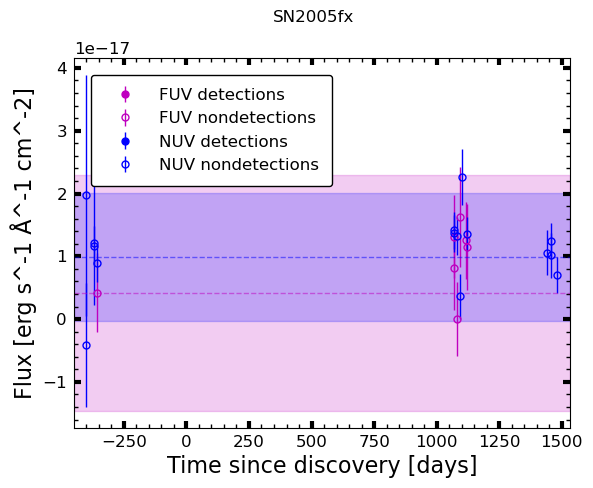 SN2005fx
1e−17
FUV detections
FUV nondetections
NUV detections
NUV nondetections
4
3
2
1
0
−1
Flux [erg s^-1 Å^-1 cm^-2]
−250 0 250 500 750 1000 1250 1500
Time since discovery [days]